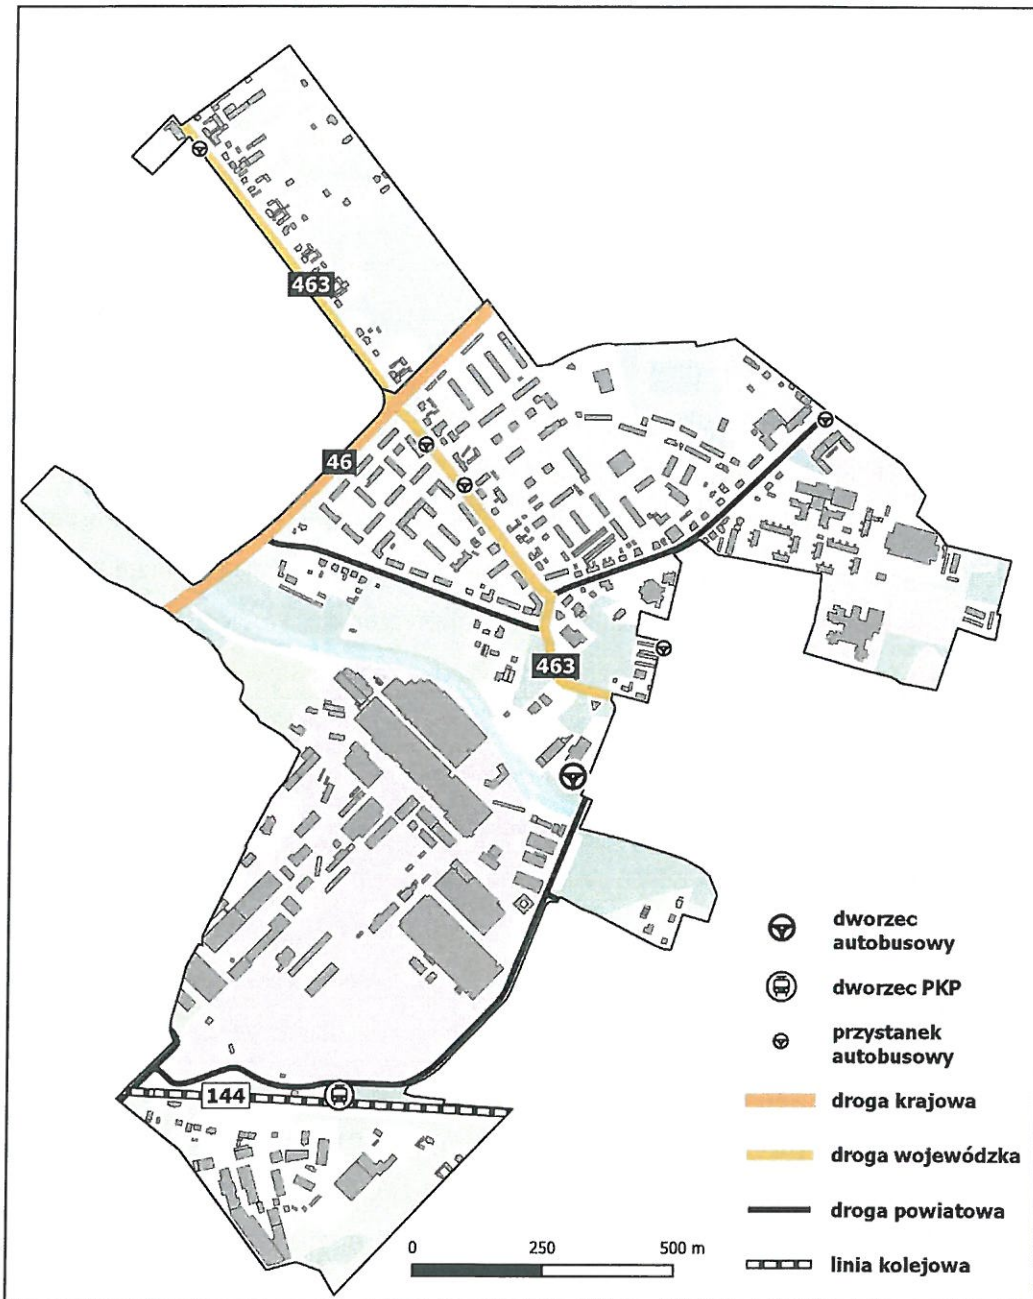 463
46
463
144
dworzec
autobusowy
dworzec PKP
przystanek
autobusowy
droga krajowa
droga wojewódzka
droga powiatowa
linia kolejowa
0 250 500 m